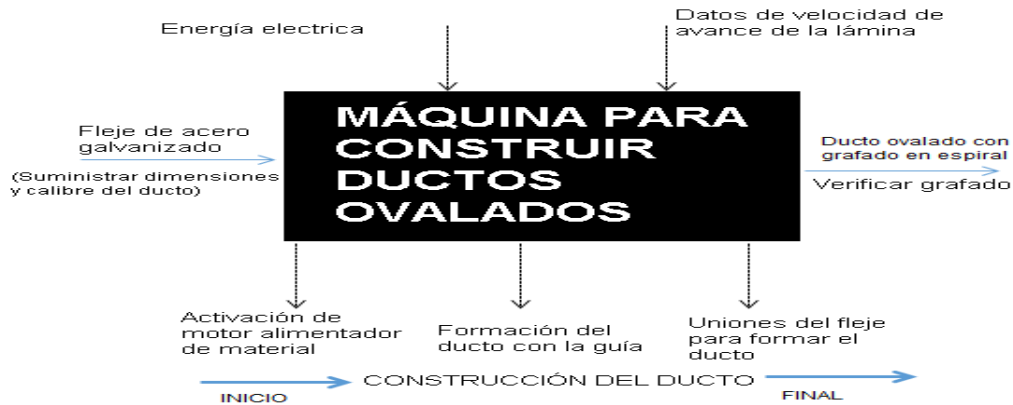 Energía electrica
Datos de velocidad de
avance de la lámina
Fleje de acero
galvanizado
(Suministrar dimensiones
y calibre del ducto)
MÁQUINA PARA
CONSTRUIR
DUCTOS
OVALADOS
Ducto ovalado con
grafado en espiral
Verificar grafado
Activación de
motor alimentador
de material
Formación del
ducto con la guía
Uniones del fleje
para formar el
ducto
INICIO
CONSTRUCCIÓN DEL DUCTO
FINAL